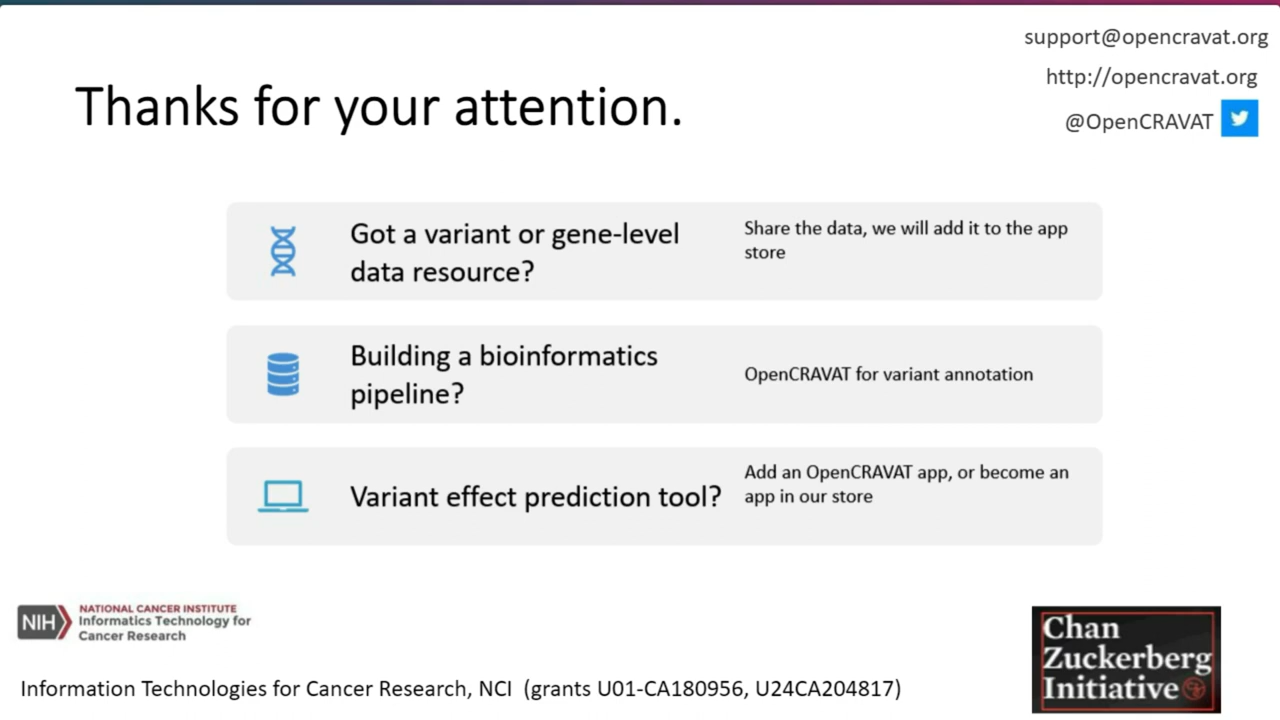 support@opencravat.org
http://opencravat.org
@OpenCRAVAT
Thanks for your attention.
Got a variant or gene-level
data resource?
Share the data, we will add it to the app
store
Building a bioinformatics
pipeline?
OpenCRAVAT for variant annotation
Variant effect prediction tool?
Add an OpenCRAVAT app, or become an
app in our store
NIH
NATIONAL CANCER INSTITUTE
Informatics Technology for
Cancer Research
Chan
Zuckerberg
Initiative
Information Technologies for Cancer Research, NCI (grants U01-CA180956, U24CA204817)